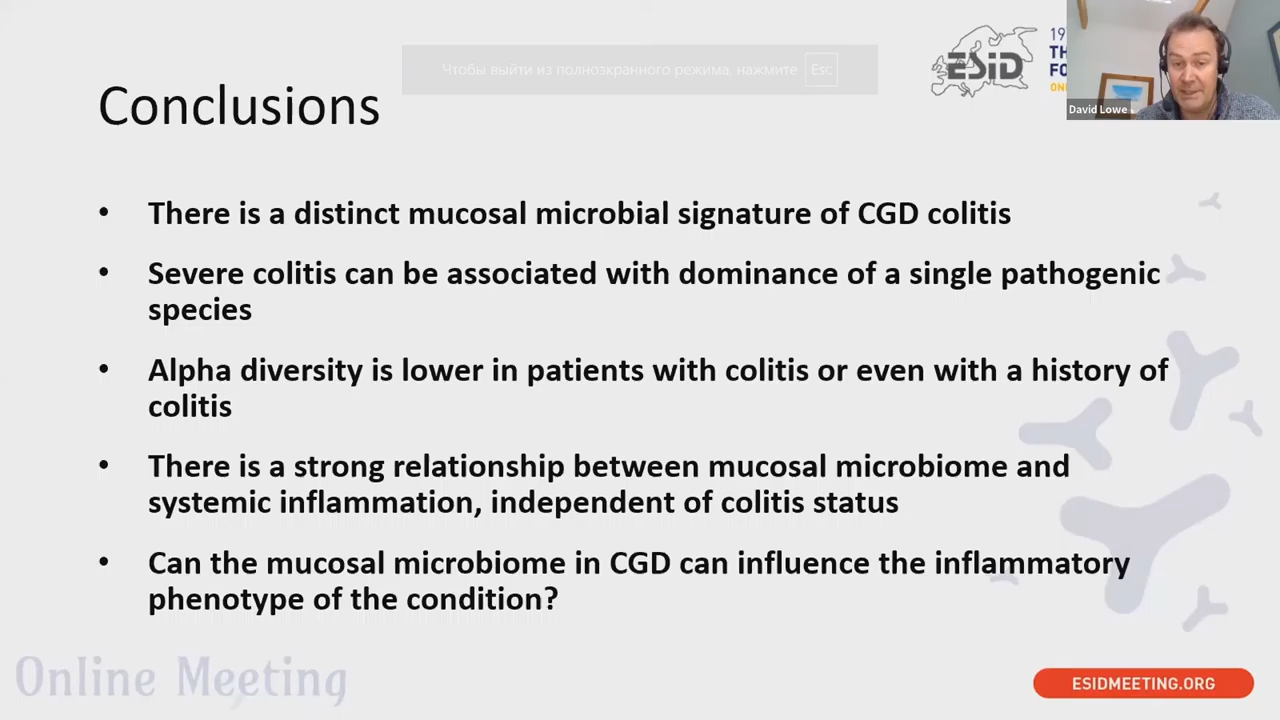 Чтобы выйти из полноэкранного режима, нажмите Esc
ESiD
19
TH
FO
ON
David Lowe
Conclusions
• There is a distinct mucosal microbial signature of CGD colitis
• Severe colitis can be associated with dominance of a single pathogenic
species
• Alpha diversity is lower in patients with colitis or even with a history of
colitis
• There is a strong relationship between mucosal microbiome and
systemic inflammation, independent of colitis status
• Can the mucosal microbiome in CGD can influence the inflammatory
phenotype of the condition?
Online Meeting
ESIDMEETING.ORG